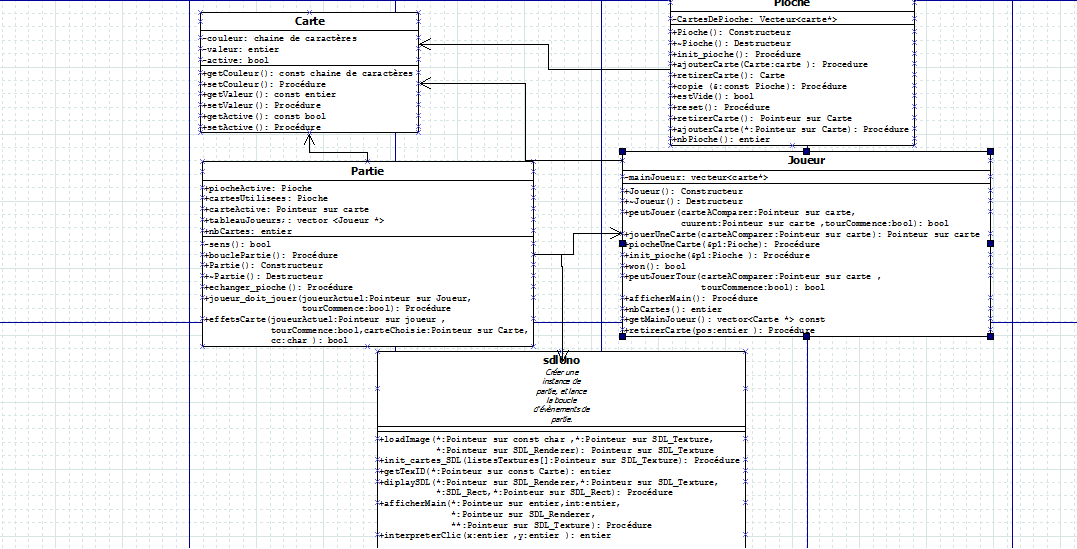 Carte
-couleur: chaine de caractères
-valeur: entier
-active: bool
+getCouleur(): const chaine de caractères
+setCouleur(): Procédure
+getValeur(): const entier
+setValeur(): Procédure
+getActive(): const bool
+setActive(): Procédure
Pioche
-CartesDePioche: Vecteur<carte*>
+Pioche(): Constructeur
+~Pioche(): Destructeur
+init_pioche(): Procédure
+ajouterCarte(Carte:carte ): Procedure
+retirerCarte(): Carte
+copie (&:const Pioche): Procédure
+estVide(): bool
+reset(): Procédure
+retirerCarte(): Pointeur sur Carte
+ajouterCarte(*:Pointeur sur Carte): Procédure
+nbPioche(): entier
Partie
+piocheActive: Pioche
+cartesUtilisees: Pioche
+carteActive: Pointeur sur carte
+tableauJoueurs;: vector <Joueur *>
+nbCartes: entier
-sens(): bool
+bouclePartie(): Procédure
+Partie(): Constructeur
+~Partie(): Destructeur
+echanger_pioche(): Procédure
+joueur_doit_jouer(joueurActuel:Pointeur sur Joueur,
tourCommence:bool): Procédure
+effetsCarte(joueurActuel:Pointeur sur joueur ,
tourCommence:bool,carteChoisie:Pointeur sur Carte,
cc:char ): bool
Joueur
-mainJoueur: vecteur<carte*>
+Joueur(): Constructeur
+~Joueur(): Destructeur
+peutJouer(carteAComparer:Pointeur sur carte,
cuurent:Pointeur sur carte ,tourCommence:bool): bool
+jouerUneCarte(carteAComparer:Pointeur sur carte): Pointeur sur carte
+piocheUneCarte(&pl:Pioche): Procédure
+init_pioche(&pl:Pioche ): Procédure
+won(): bool
+peutJouerTour(carteAComparer:Pointeur sur carte ,
tourCommence:bool): bool
+afficherMain(): Procédure
+nbCartes(): entier
+getMainJoueur(): vector<Carte *> const
+retirerCarte(pos:entier ): Procédure
sdluno
Créer une
instance de
partie, et lance
la boucle
d'évènements de
partie.
+loadImage(*:Pointeur sur const char ,*:Pointeur sur SDL_Texture,
*:Pointeur sur SDL_Renderer): Pointeur sur SDL_Texture
+init_cartes_SDL(listesTextures[]:Pointeur sur SDL_Texture): Procédure
+getTexID(*:Pointeur sur const Carte): entier
+diplaySDL(*:Pointeur sur SDL_Renderer,*:Pointeur sur SDL_Texture,
*:SDL_Rect,*:Pointeur sur SDL_Rect): Procédure
+afficherMain(*:Pointeur sur entier,int:entier,
*:Pointeur sur SDL_Renderer,
**:Pointeur sur SDL_Texture): Procédure
+interpreterClic(x:entier ,y:entier ): entier